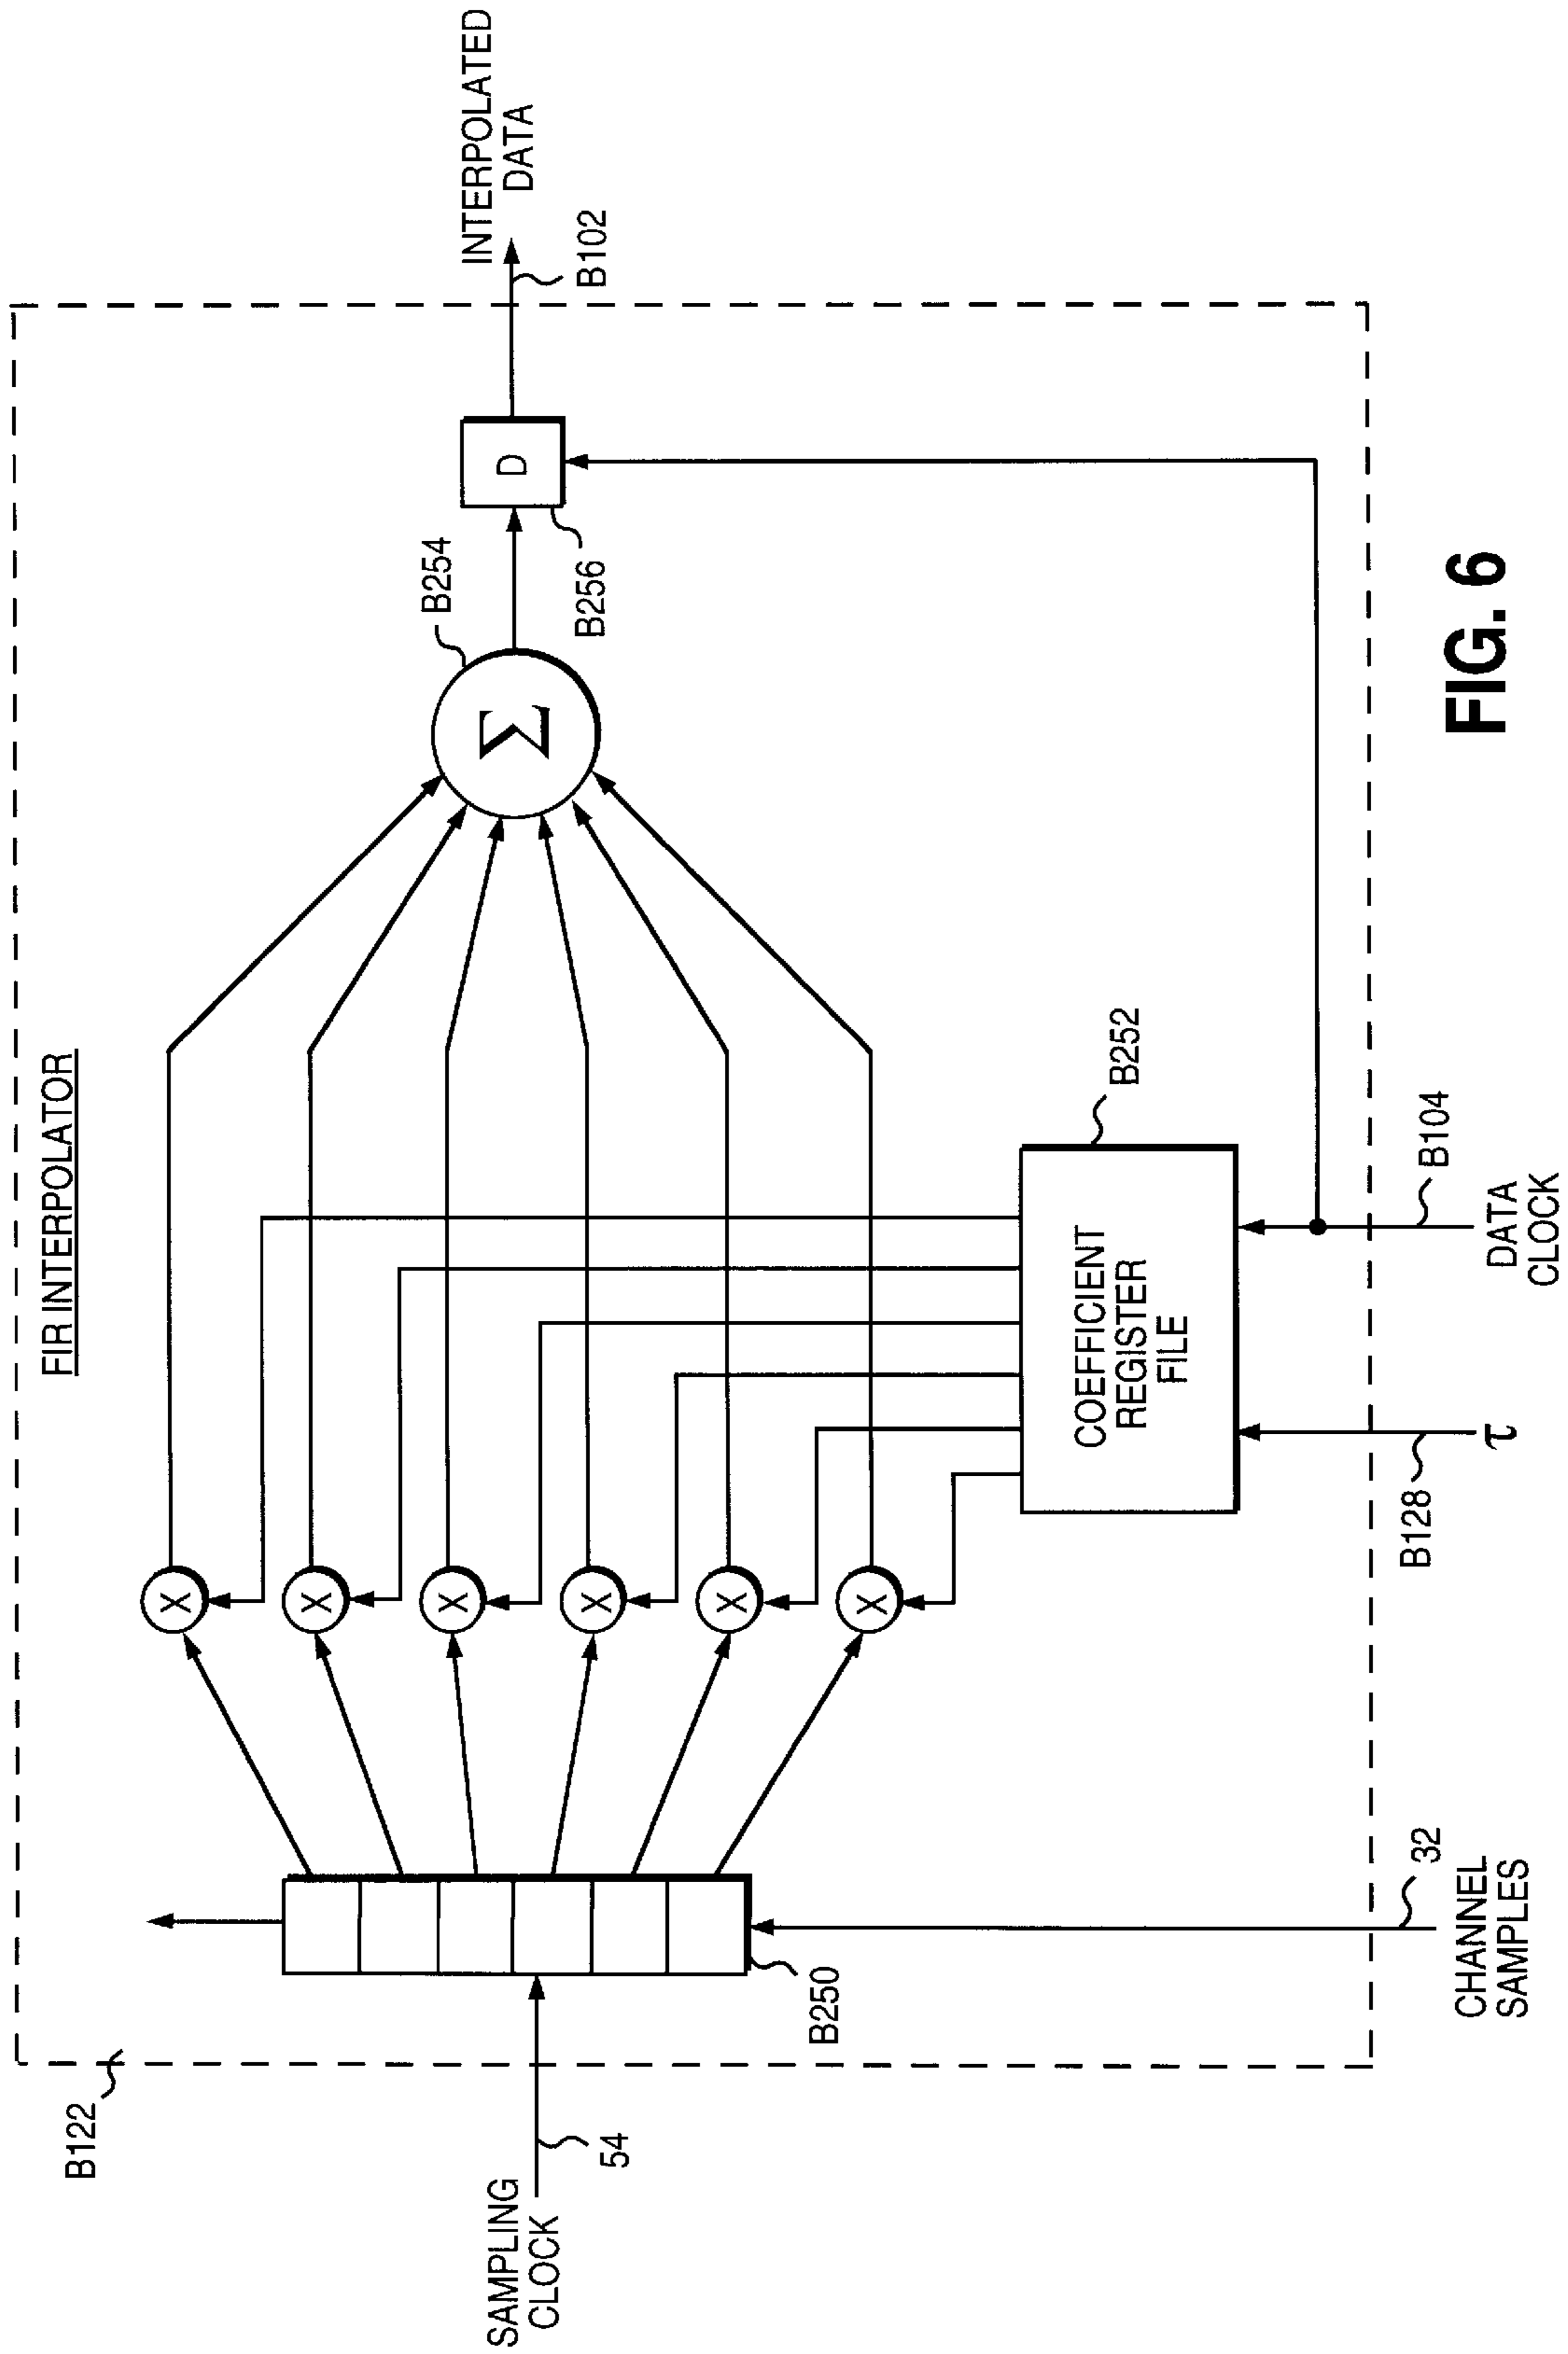 FIR INTERPOLATOR
B122
SAMPLING
CLOCK
54
B250
CHANNEL
SAMPLES
32
X
X
X
X
X
X
COEFFICIENT
REGISTER
FILE
B252
B128
τ
B104
DATA
CLOCK
Σ
B254
D
B256
INTERPOLATED
DATA
B102
FIG. 6